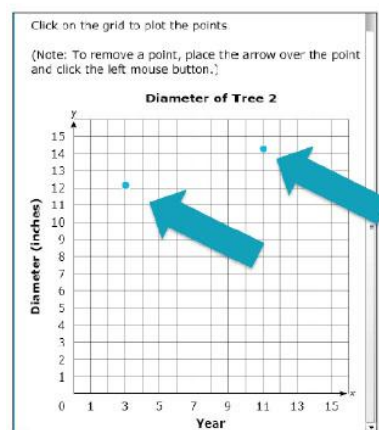 Click on the grid to plot the points.
(Note: To remove a point, place the arrow over the point
and click the left mouse button.)
Diameter of Tree 2
y
15
14
13
12
11
10
9
8
7
6
5
4
3
2
1
Diameter (inches)
0 1 3 5 7 9 11 13 15
x
Year